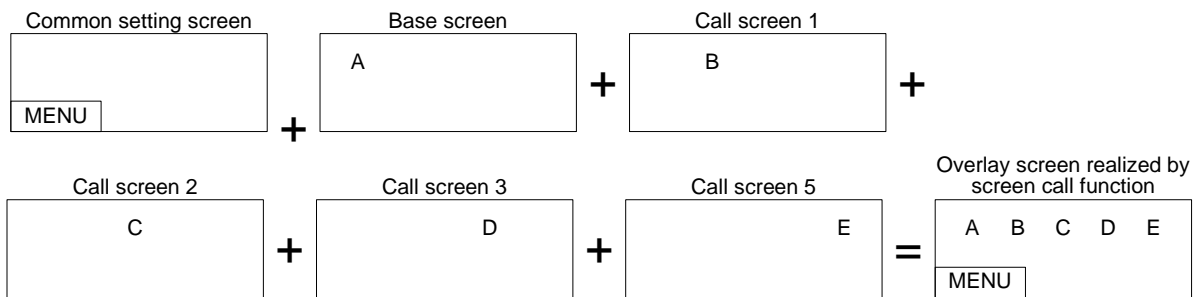 Common setting screen
Base screen
Call screen 1
A
B
MENU
+
+
+
Call screen 2
Call screen 3
Call screen 5
Overlay screen realized by
screen call function
C
D
E
A B C D E
+
+
=
MENU